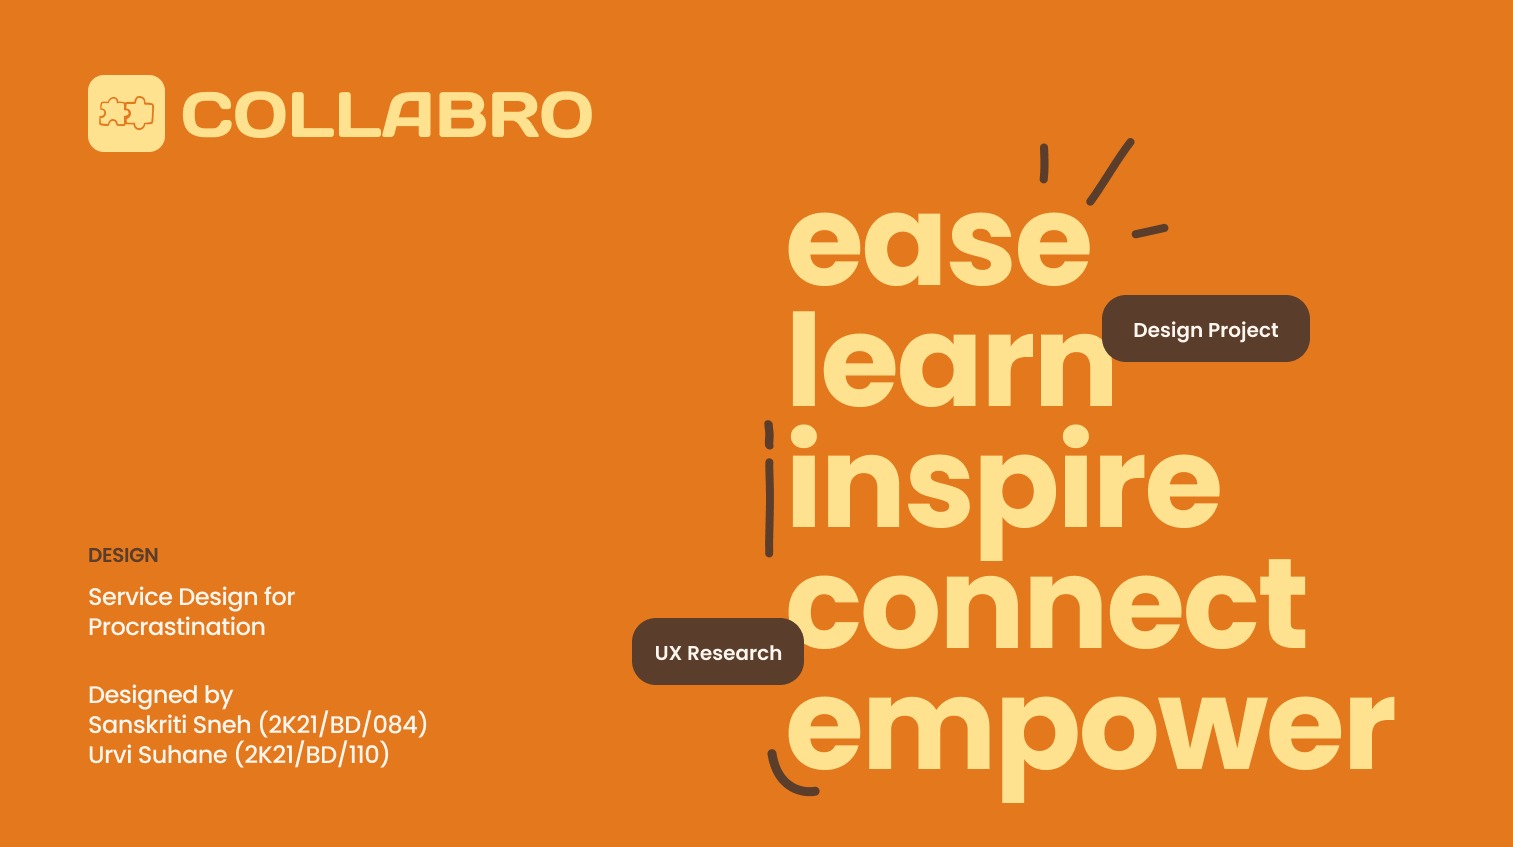 COLLABRO
ease
learn
Design Project
inspire
connect
UX Research
empower
DESIGN
Service Design for
Procrastination
Designed by
Sanskriti Sneh (2K21/BD/084)
Urvi Suhane (2K21/BD/110)